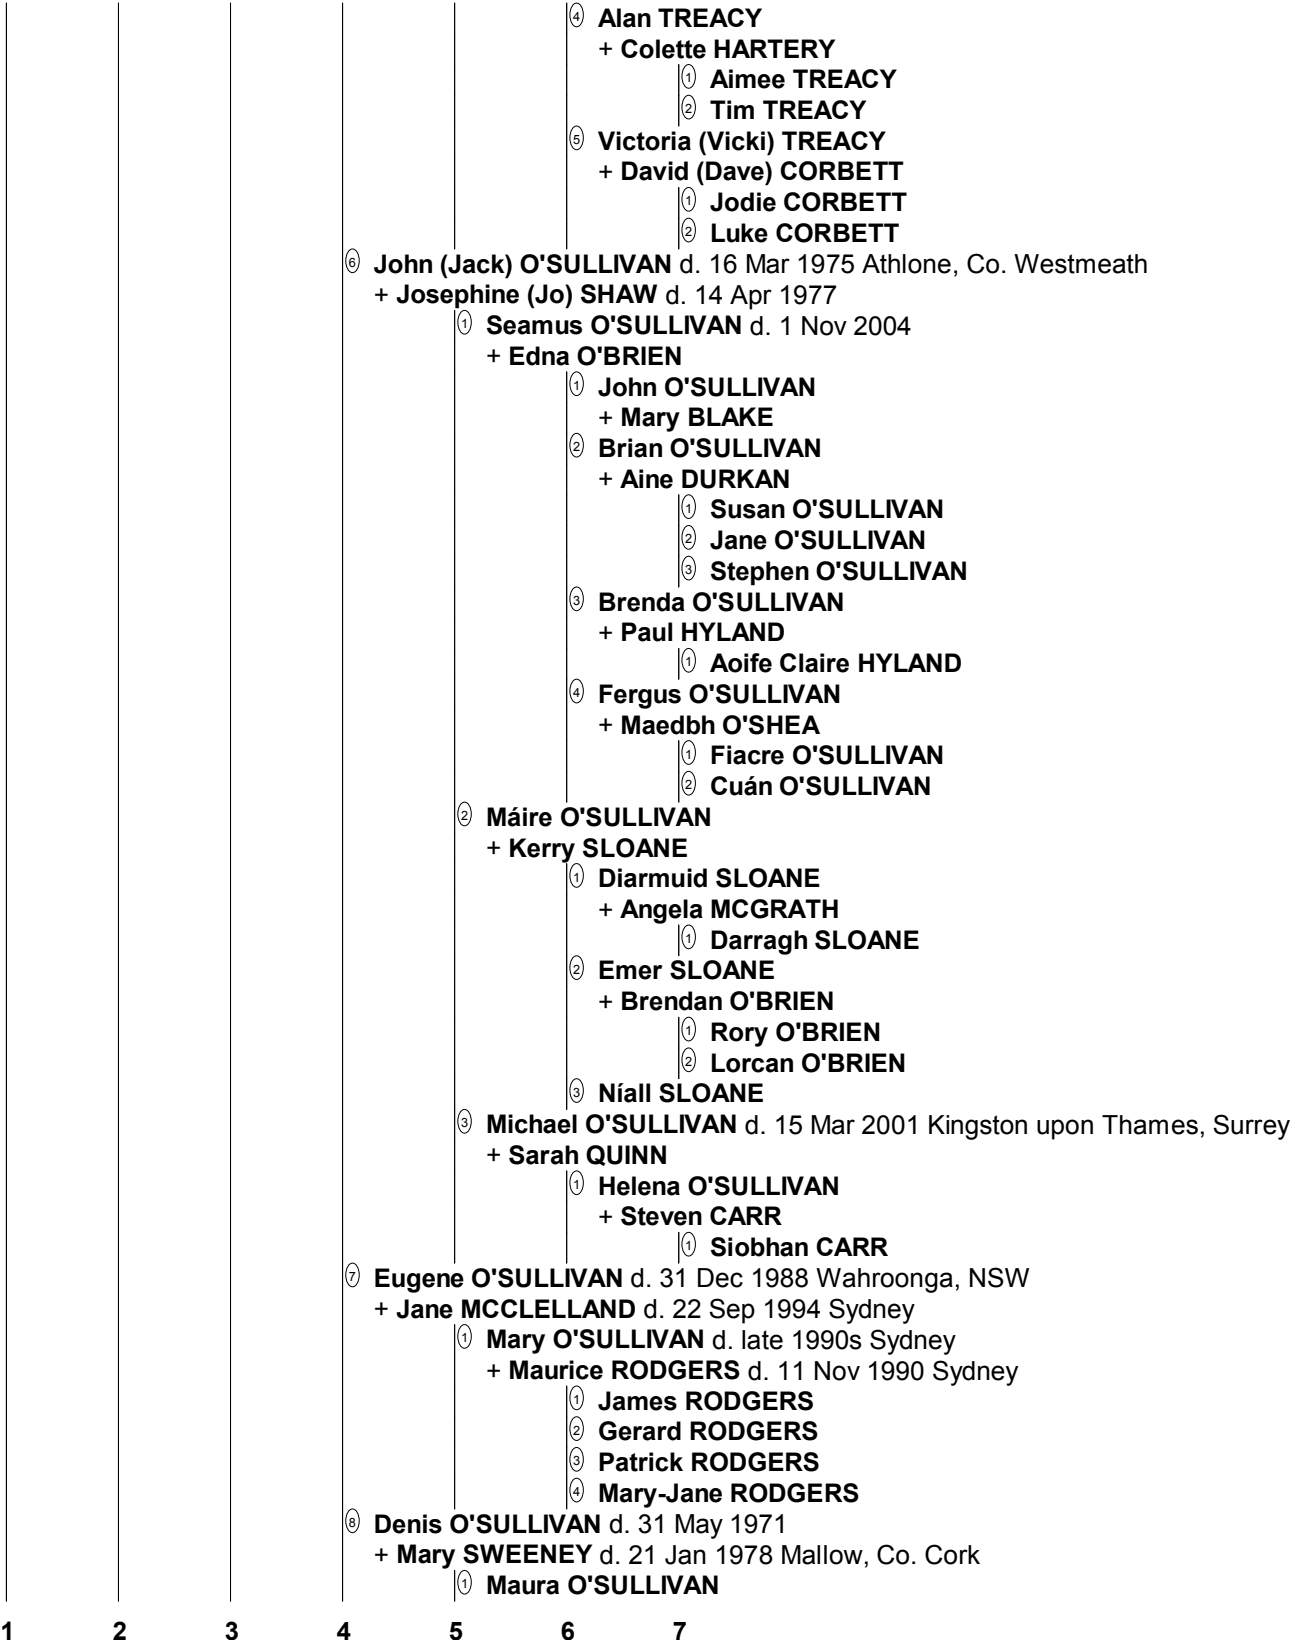 ④ Alan TREACY
+ Colette HARTERY
① Aimee TREACY
② Tim TREACY
⑤ Victoria (Vicki) TREACY
+ David (Dave) CORBETT
① Jodie CORBETT
② Luke CORBETT
⑥ John (Jack) O'SULLIVAN d. 16 Mar 1975 Athlone, Co. Westmeath
+ Josephine (Jo) SHAW d. 14 Apr 1977
① Seamus O'SULLIVAN d. 1 Nov 2004
+ Edna O'BRIEN
① John O'SULLIVAN
+ Mary BLAKE
② Brian O'SULLIVAN
+ Aine DURKAN
① Susan O'SULLIVAN
② Jane O'SULLIVAN
③ Stephen O'SULLIVAN
③ Brenda O'SULLIVAN
+ Paul HYLAND
① Aoife Claire HYLAND
④ Fergus O'SULLIVAN
+ Maedbh O'SHEA
① Fiacre O'SULLIVAN
② Cuán O'SULLIVAN
② Máire O'SULLIVAN
+ Kerry SLOANE
① Diarmuid SLOANE
+ Angela MCGRATH
① Darragh SLOANE
② Emer SLOANE
+ Brendan O'BRIEN
① Rory O'BRIEN
② Lorcan O'BRIEN
③ Níall SLOANE
③ Michael O'SULLIVAN d. 15 Mar 2001 Kingston upon Thames, Surrey
+ Sarah QUINN
① Helena O'SULLIVAN
+ Steven CARR
① Siobhan CARR
⑦ Eugene O'SULLIVAN d. 31 Dec 1988 Wahroonga, NSW
+ Jane MCCLELLAND d. 22 Sep 1994 Sydney
① Mary O'SULLIVAN d. late 1990s Sydney
+ Maurice RODGERS d. 11 Nov 1990 Sydney
① James RODGERS
② Gerard RODGERS
③ Patrick RODGERS
④ Mary-Jane RODGERS
⑧ Denis O'SULLIVAN d. 31 May 1971
+ Mary SWEENEY d. 21 Jan 1978 Mallow, Co. Cork
① Maura O'SULLIVAN
1 2 3 4 5 6 7